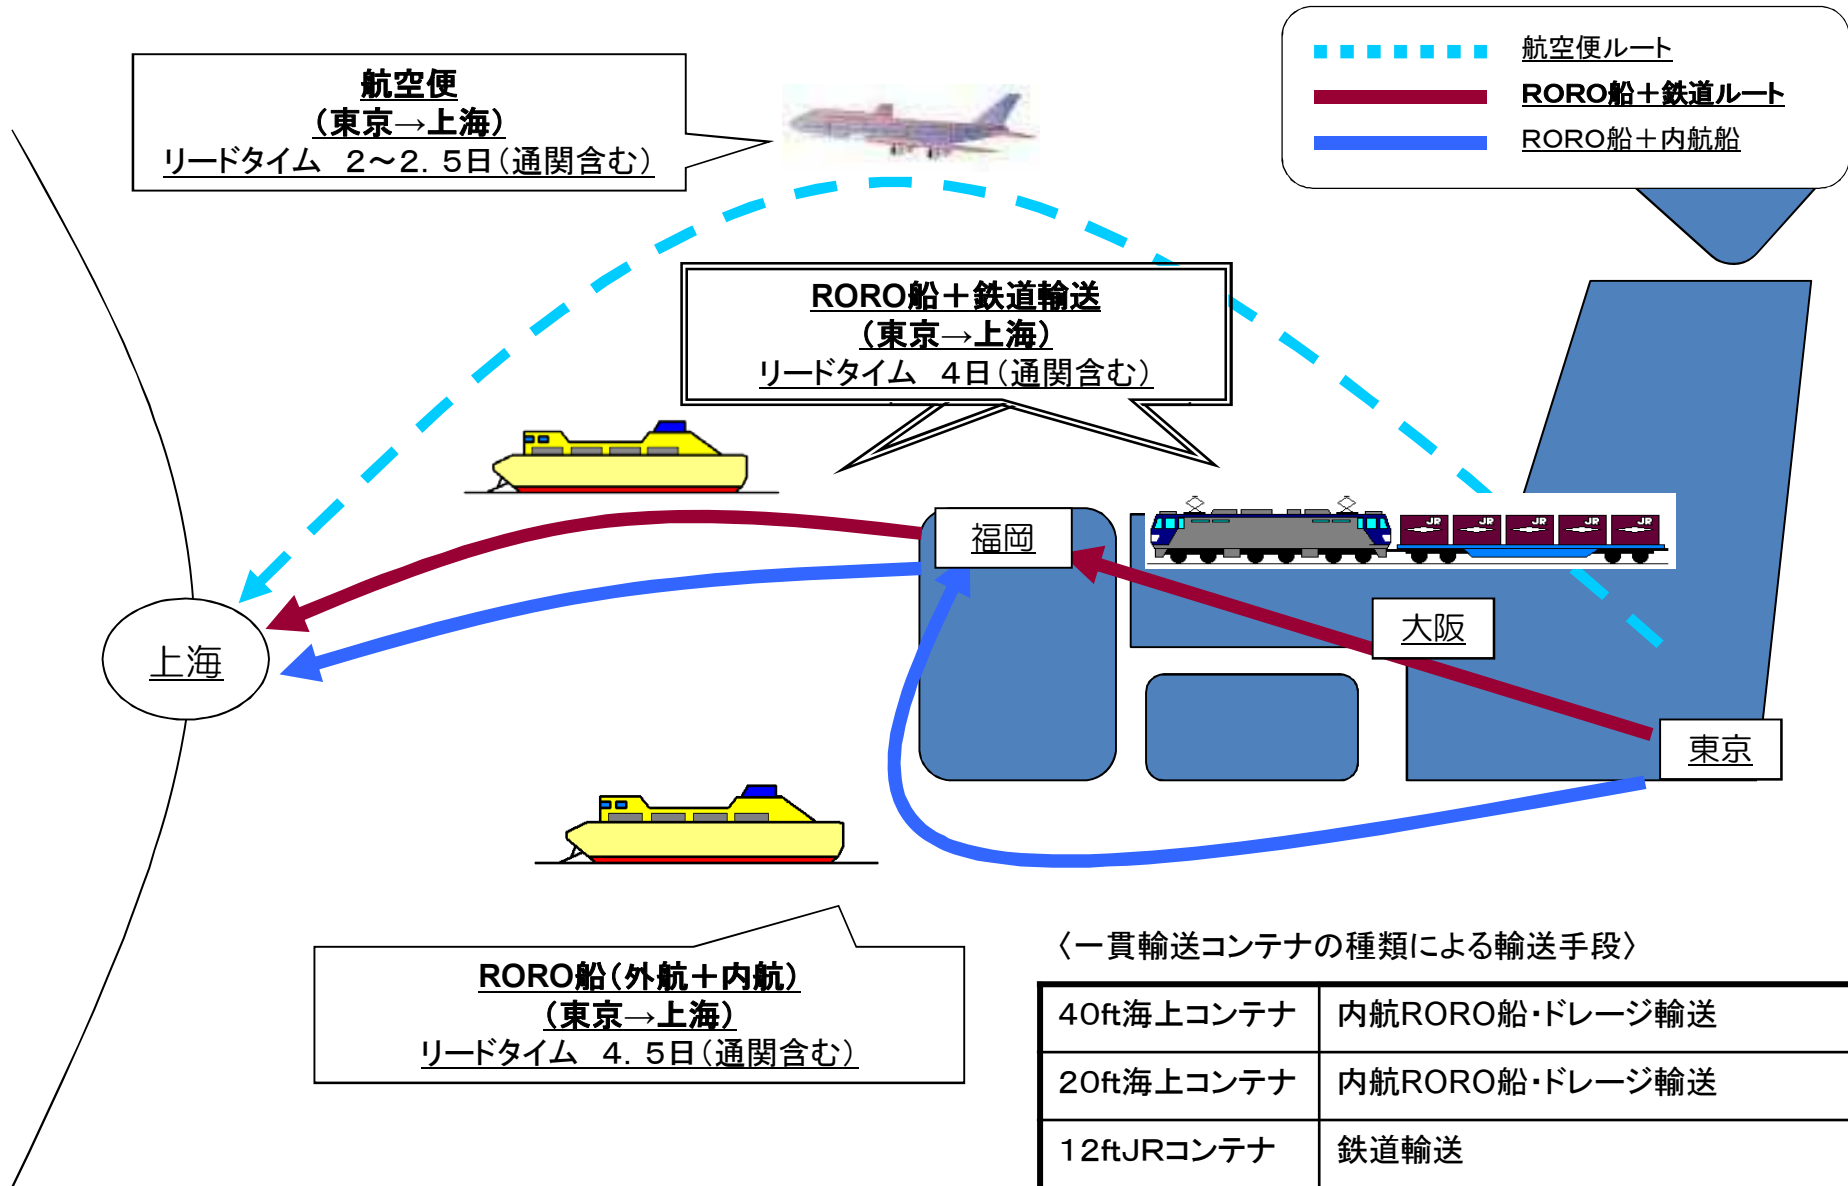 航空便
(東京→上海)
リードタイム　2～2．5日(通関含む)
航空便ルート
RORO船＋鉄道ルート
RORO船＋内航船
RORO船＋鉄道輸送
(東京→上海)
リードタイム　4日(通関含む)
福岡
JR JR JR JR JR
大阪
上海
東京
RORO船(外航＋内航)
(東京→上海)
リードタイム　4．5日(通関含む)
〈一貫輸送コンテナの種類による輸送手段〉
40ft海上コンテナ 内航RORO船・ドレージ輸送
20ft海上コンテナ 内航RORO船・ドレージ輸送
12ftJRコンテナ 鉄道輸送